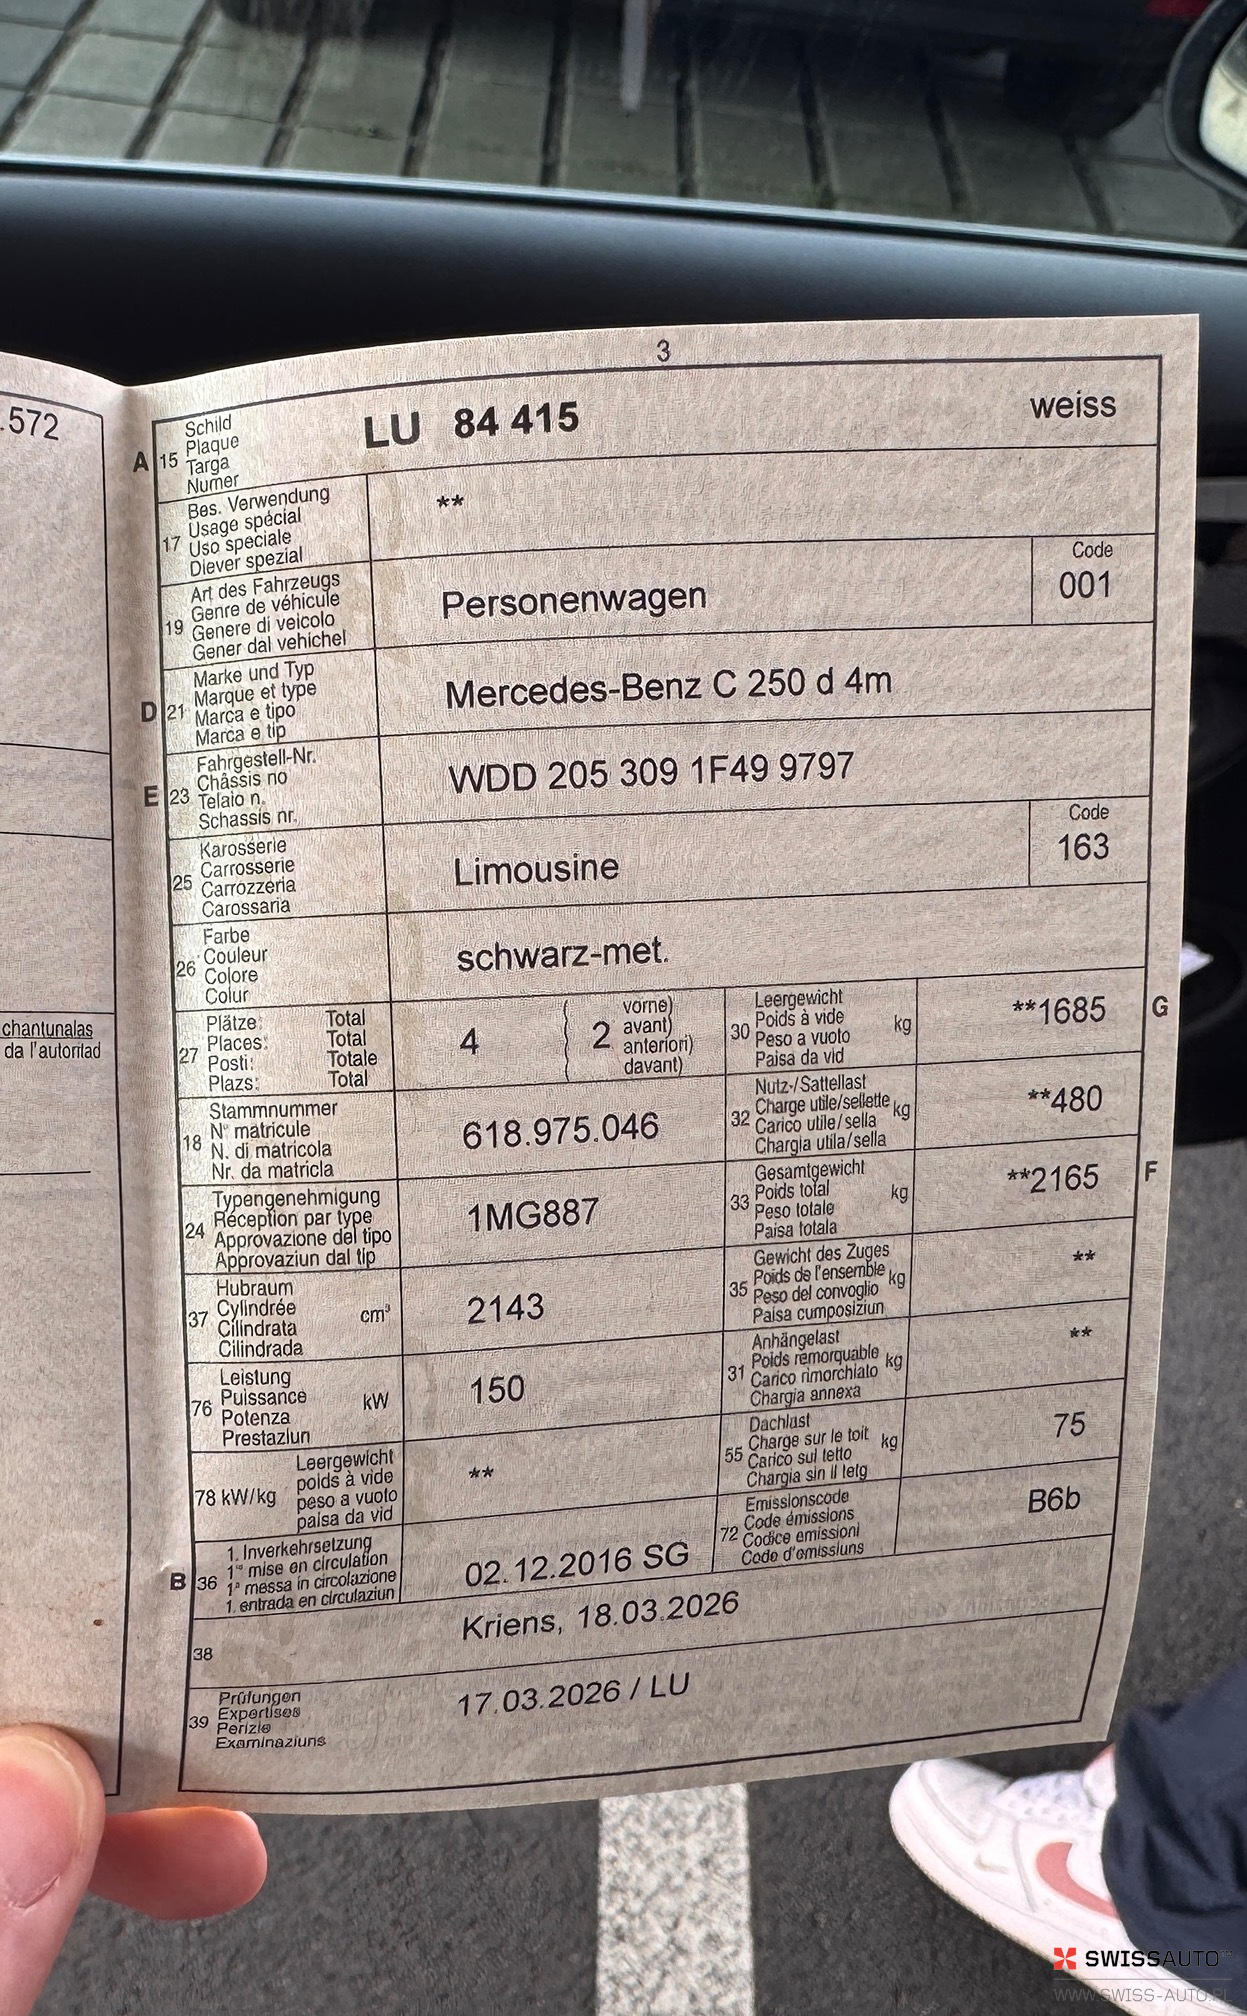 .572
chantunalas
da l'autoritad
3
A 15 Schild
Plaque
Targa
Numer
LU 84 415 weiss
17 Bes. Verwendung
Usage spécial
Uso speciale
Diever spezial
**
19 Art des Fahrzeugs
Genre de véhicule
Genere di veicolo
Gener dal vehichel
Personenwagen
Code
001
D 21 Marke und Typ
Marque et type
Marca e tipo
Marca e tip
Mercedes-Benz C 250 d 4m
E 23 Fahrgestell-Nr.
Châssis no
Telaio n.
Schassis nr.
WDD 205 309 1F49 9797
25 Karosserie
Carrosserie
Carrozzeria
Carossaria
Limousine
Code
163
26 Farbe
Couleur
Colore
Colur
schwarz-met.
27 Plätze: Total
Places: Total
Posti: Totale
Plazs: Total
4
2
vorne)
avant)
anteriori)
davant)
30 Leergewicht
Poids à vide kg
Peso a vuoto
Paisa da vid
**1685
G
18 Stammnummer
N° matricule
N. di matricola
Nr. da matricla
618.975.046
32 Nutz-/Sattellast
Charge utile/sellette kg
Carico utile/sella
Chargia utila/sella
**480
24 Typengenehmigung
Réception par type
Approvazione del tipo
Approvaziun dal tip
1MG887
33 Gesamtgewicht
Poids total kg
Peso totale
Paisa totala
**2165
F
37 Hubraum
Cylindrée cm³
Cilindrata
Cilindrada
2143
35 Gewicht des Zuges
Poids de l'ensemble kg
Peso del convoglio
Paisa cumposiziun
**
76 Leistung
Puissance kW
Potenza
Prestaziun
150
31 Anhängelast
Poids remorquable kg
Carico rimorchiato
Chargia annexa
**
78 kW/kg Leergewicht
poids à vide
peso a vuoto
paisa da vid
**
55 Dachlast
Charge sur le toit kg
Carico sul tetto
Chargia sin il tetg
75
B 36 1. Inverkehrsetzung
1re mise en circulation
1a messa in circolazione
1. entrada en circulaziun
02.12.2016 SG
72 Emissionscode
Code émissions
Codice emissioni
Code d'emissiuns
B6b
38
Kriens, 18.03.2026
39 Prüfungen
Expertises
Perizie
Examinaziuns
17.03.2026 / LU
SWISSAUTO
WWW.SWISS-AUTO.PL